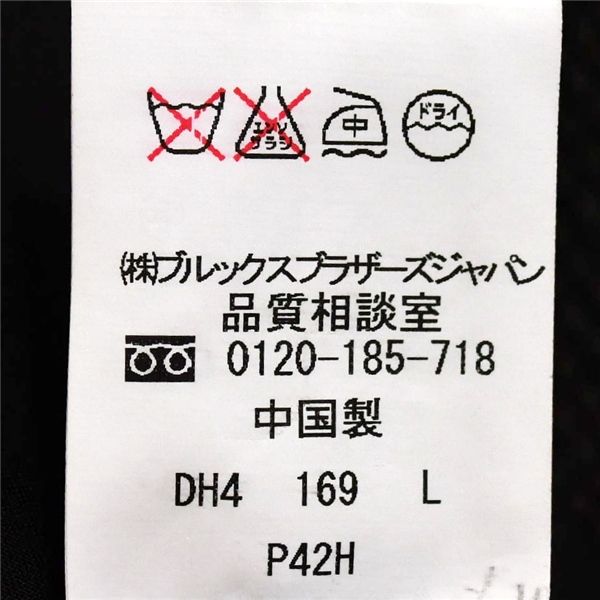 エンソ
サラシ
中
ドライ
㈱ブルックスブラザーズジャパン
品質相談室
0120-185-718
中国製
DH4 169 L
P42H